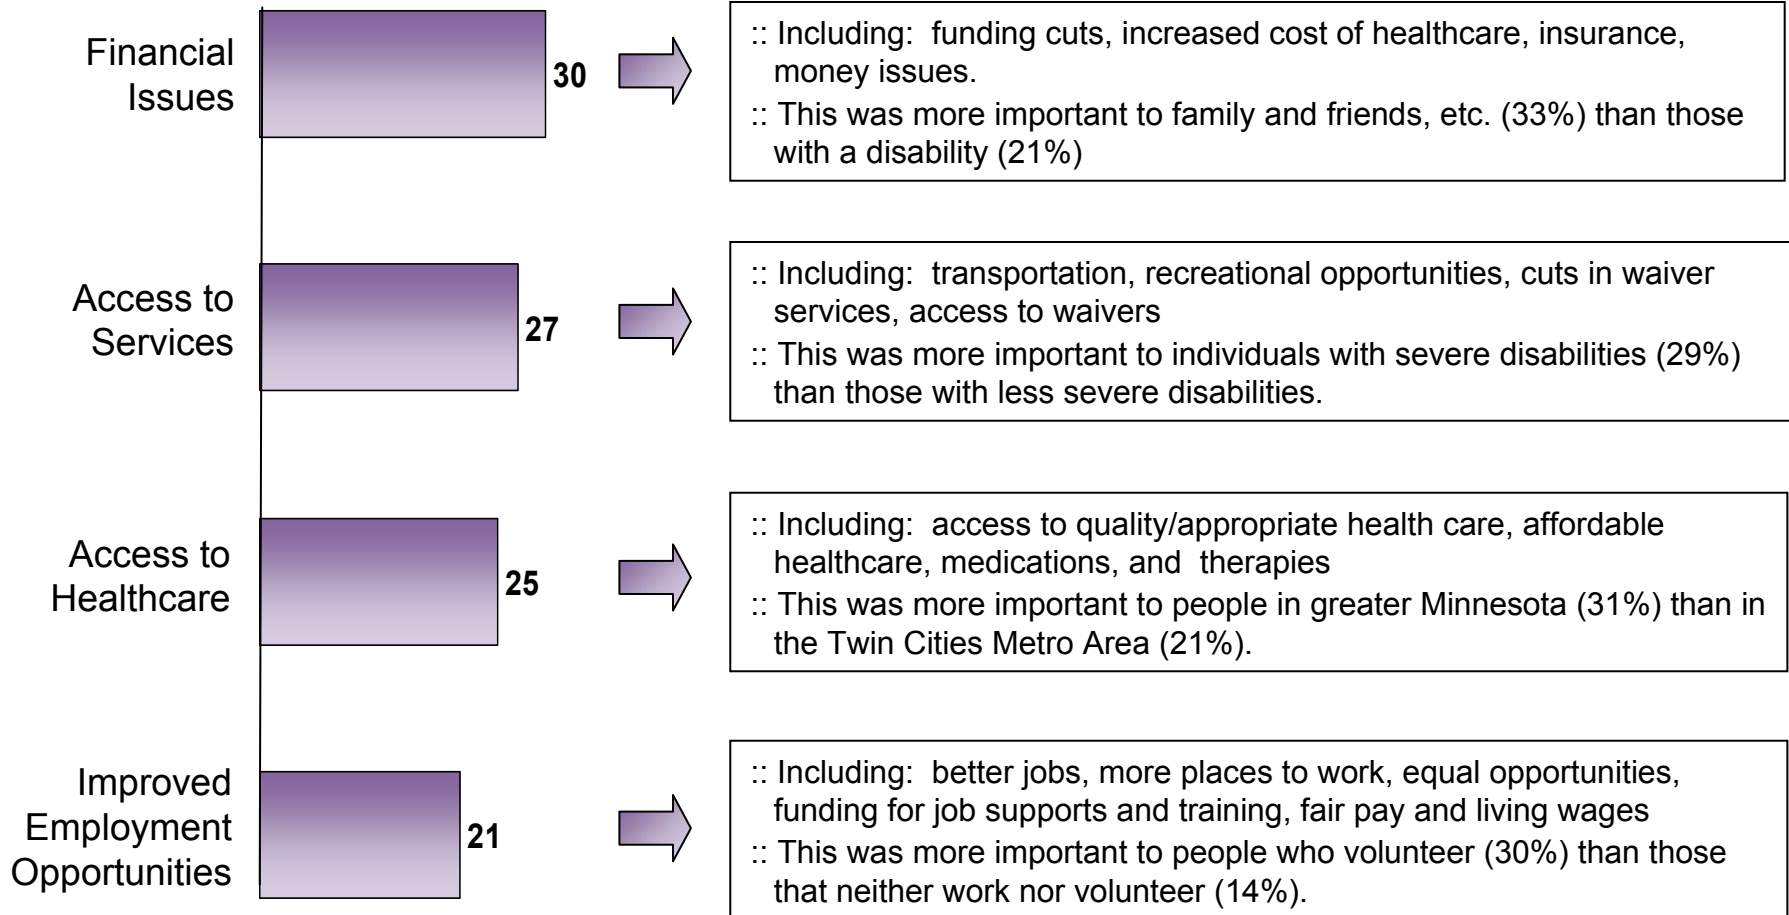 Financial
Issues
30
:: Including:  funding cuts, increased cost of healthcare, insurance,
money issues.
:: This was more important to family and friends, etc. (33%) than those
with a disability (21%)
Access to
Services
27
:: Including:  transportation, recreational opportunities, cuts in waiver
services, access to waivers
:: This was more important to individuals with severe disabilities (29%)
than those with less severe disabilities.
Access to
Healthcare
25
:: Including:  access to quality/appropriate health care, affordable
healthcare, medications, and  therapies
:: This was more important to people in greater Minnesota (31%) than in
the Twin Cities Metro Area (21%).
Improved
Employment
Opportunities
21
:: Including:  better jobs, more places to work, equal opportunities,
funding for job supports and training, fair pay and living wages
:: This was more important to people who volunteer (30%) than those
that neither work nor volunteer (14%).